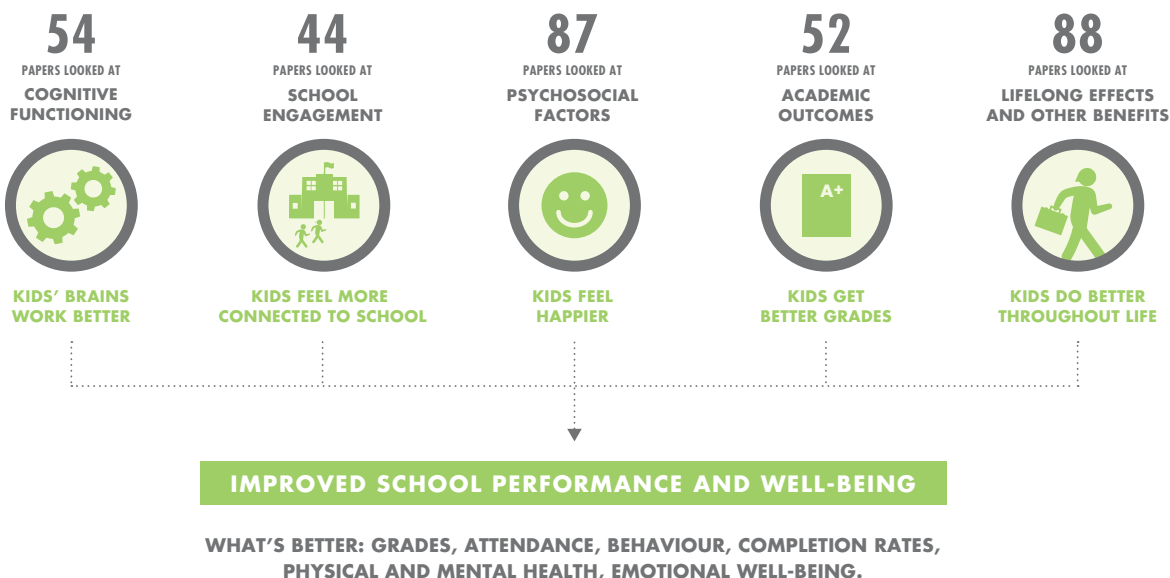 54
PAPERS LOOKED AT
COGNITIVE
FUNCTIONING
KIDS' BRAINS
WORK BETTER
44
PAPERS LOOKED AT
SCHOOL
ENGAGEMENT
KIDS FEEL MORE
CONNECTED TO SCHOOL
87
PAPERS LOOKED AT
PSYCHOSOCIAL
FACTORS
KIDS FEEL
HAPPIER
52
PAPERS LOOKED AT
ACADEMIC
OUTCOMES
A+
KIDS GET
BETTER GRADES
88
PAPERS LOOKED AT
LIFELONG EFFECTS
AND OTHER BENEFITS
KIDS DO BETTER
THROUGHOUT LIFE
IMPROVED SCHOOL PERFORMANCE AND WELL-BEING
WHAT'S BETTER: GRADES, ATTENDANCE, BEHAVIOUR, COMPLETION RATES,
PHYSICAL AND MENTAL HEALTH, EMOTIONAL WELL-BEING.